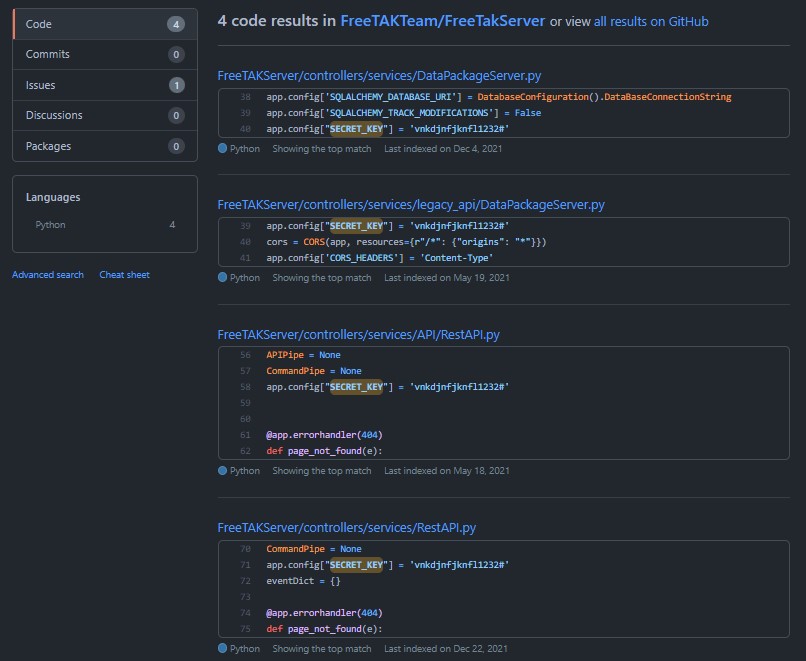 Code 4
Commits 0
Issues 1
Discussions 0
Packages 0
Languages
Python 4
Advanced search Cheat sheet
4 code results in FreeTAKTeam/FreeTakServer or view all results on GitHub
FreeTAKServer/controllers/services/DataPackageServer.py
38 app.config['SQLALCHEMY_DATABASE_URI'] = DatabaseConfiguration().DataBaseConnectionString
39 app.config['SQLALCHEMY_TRACK_MODIFICATIONS'] = False
40 app.config["SECRET_KEY"] = 'vnkdjnfjknfl1232#'
Python Showing the top match Last indexed on Dec 4, 2021
FreeTAKServer/controllers/services/legacy_api/DataPackageServer.py
39 app.config["SECRET_KEY"] = 'vnkdjnfjknfl1232#'
40 cors = CORS(app, resources={r"/*": {"origins": "*"}})
41 app.config['CORS_HEADERS'] = 'Content-Type'
Python Showing the top match Last indexed on May 19, 2021
FreeTAKServer/controllers/services/API/RestAPI.py
56 APIPipe = None
57 CommandPipe = None
58 app.config["SECRET_KEY"] = 'vnkdjnfjknfl1232#'
59
60
61 @app.errorhandler(404)
62 def page_not_found(e):
Python Showing the top match Last indexed on May 18, 2021
FreeTAKServer/controllers/services/RestAPI.py
70 CommandPipe = None
71 app.config["SECRET_KEY"] = 'vnkdjnfjknfl1232#'
72 eventDict = {}
73
74 @app.errorhandler(404)
75 def page_not_found(e):
Python Showing the top match Last indexed on Dec 22, 2021